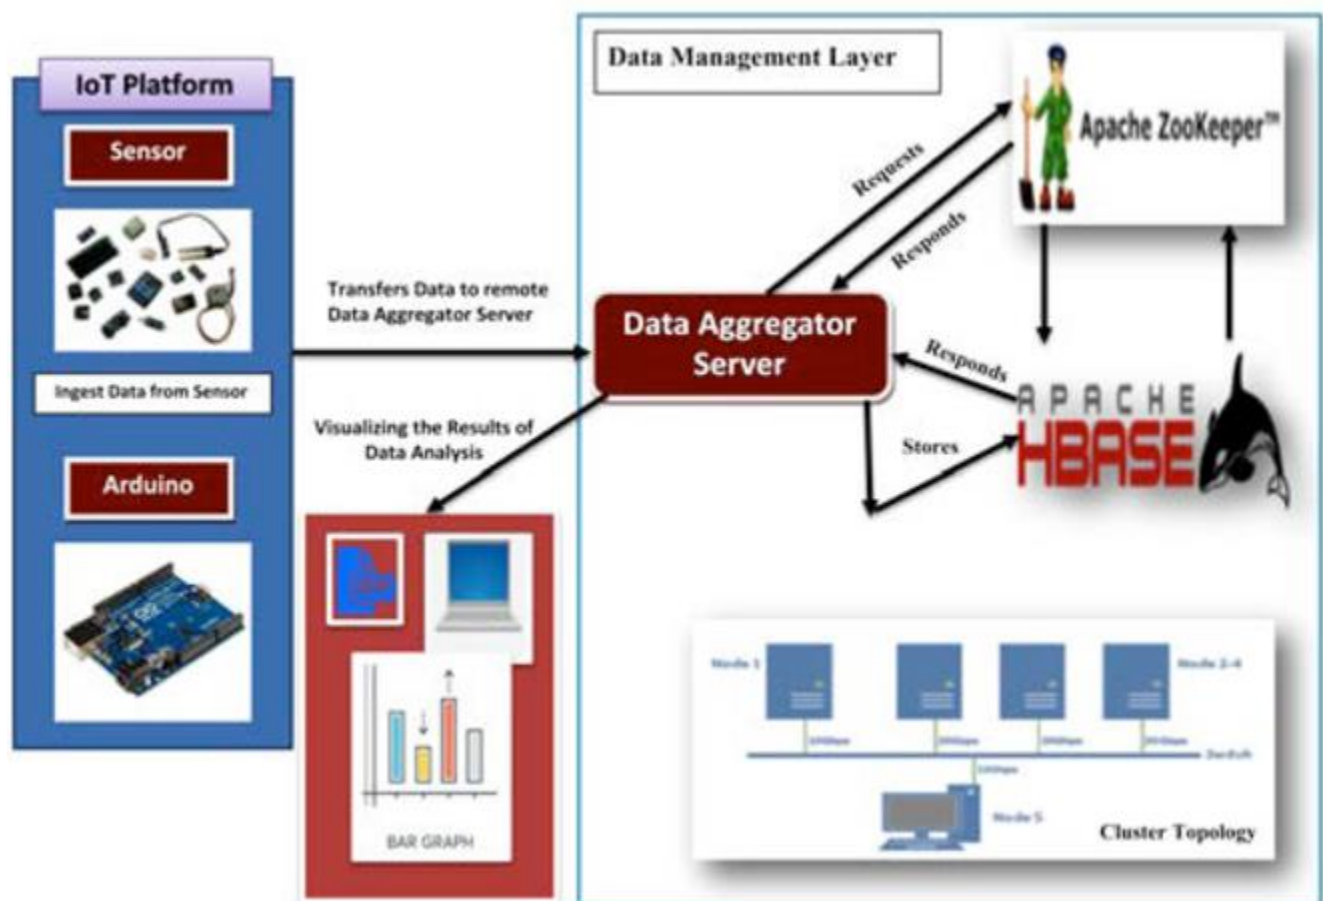 IoT Platform
Sensor
Ingest Data from Sensor
Arduino
Transfers Data to remote
Data Aggregator Server
Visualizing the Results of
Data Analysis
BAR GRAPH
Data Management Layer
Apache ZooKeeper™
Requests
Responds
Data Aggregator
Server
Responds
APACHE
HBASE
Stores
Node 1
Node 2-4
Node 5
Cluster Topology